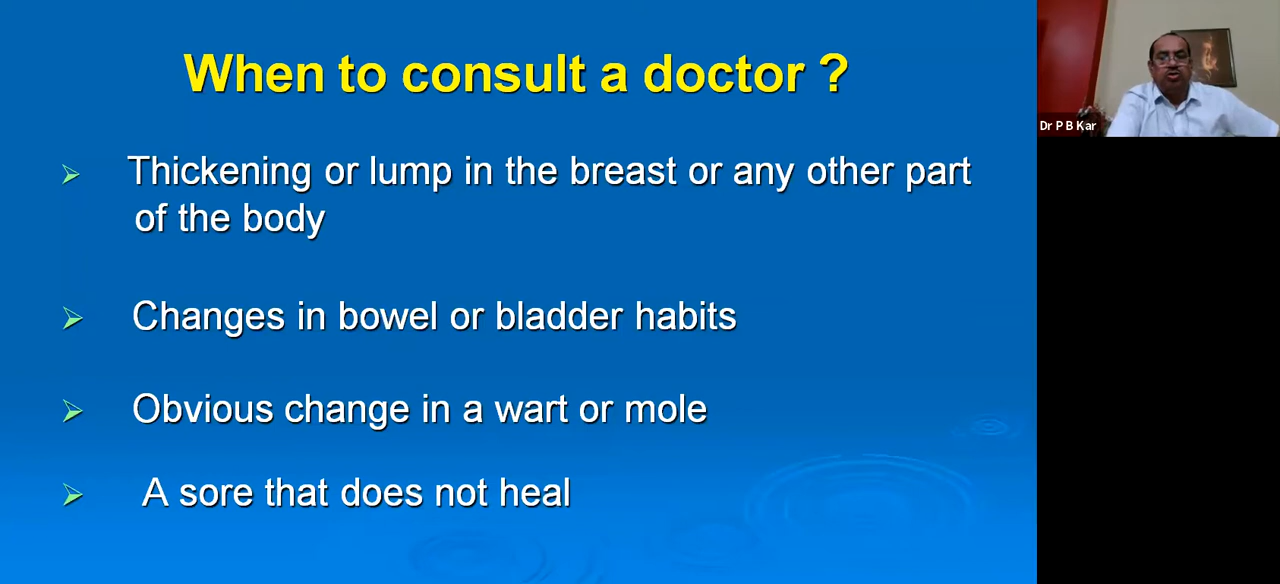 When to consult a doctor ?
Thickening or lump in the breast or any other part
of the body
Changes in bowel or bladder habits
Obvious change in a wart or mole
A sore that does not heal
Dr P B Kar